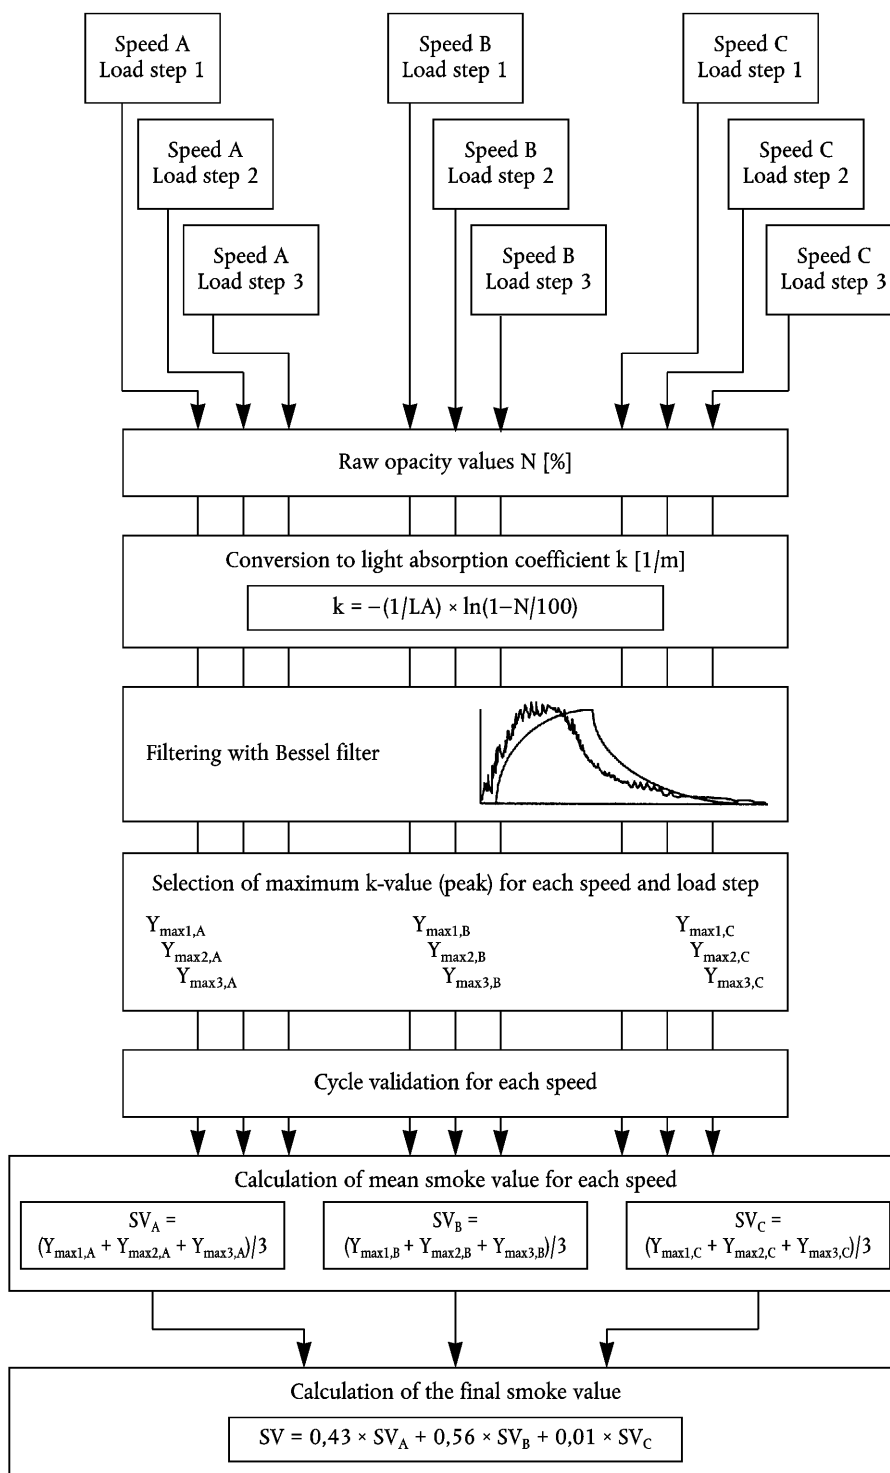 Speed A
Load step 1
Speed B
Load step 1
Speed C
Load step 1
Speed A
Load step 2
Speed B
Load step 2
Speed C
Load step 2
Speed A
Load step 3
Speed B
Load step 3
Speed C
Load step 3
Raw opacity values N [%]
Conversion to light absorption coefficient k [1/m]
k = −(1/LA) × ln(1−N/100)
Filtering with Bessel filter
Selection of maximum k-value (peak) for each speed and load step
Ymax1,A Ymax1,B Ymax1,C
Ymax2,A Ymax2,B Ymax2,C
Ymax3,A Ymax3,B Ymax3,C
Cycle validation for each speed
Calculation of mean smoke value for each speed
SVA =
(Ymax1,A + Ymax2,A + Ymax3,A)/3
SVB =
(Ymax1,B + Ymax2,B + Ymax3,B)/3
SVC =
(Ymax1,C + Ymax2,C + Ymax3,C)/3
Calculation of the final smoke value
SV = 0,43 × SVA + 0,56 × SVB + 0,01 × SVC